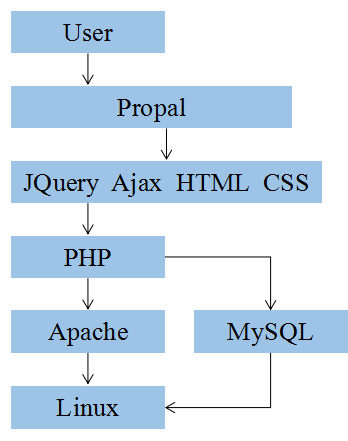 User
Propal
JQuery Ajax HTML CSS
PHP
Apache
MySQL
Linux